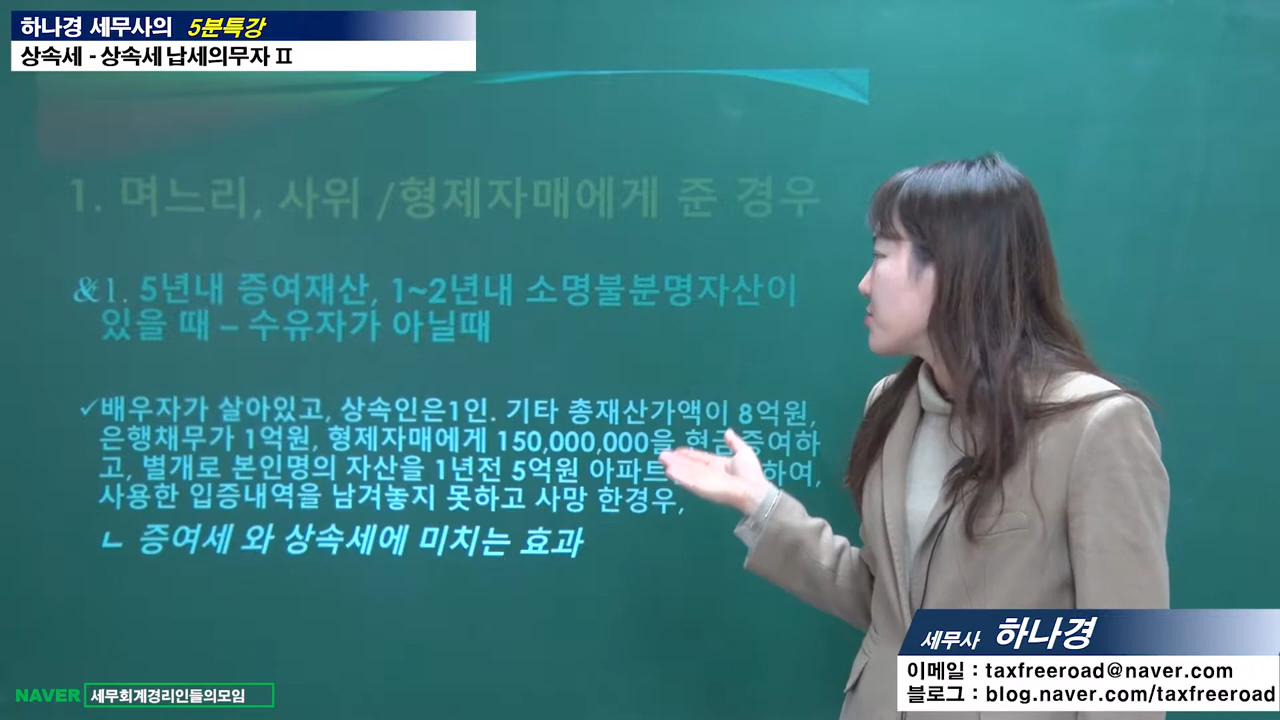 하나경 세무사의 5분특강
상속세 - 상속세 납세의무자 Ⅱ
1. 며느리, 사위 /형제자매에게 준 경우
&1. 5년내 증여재산, 1~2년내 소명불분명자산이
있을 때 – 수유자가 아닐때
✓배우자가 살아있고, 상속인은1인. 기타 총재산가액이 8억원,
은행채무가 1억원, 형제자매에게 150,000,000을 현금증여하
고, 별개로 본인명의 자산을 1년전 5억원 아파트 하여,
사용한 입증내역을 남겨놓지 못하고 사망 한경우,
ㄴ 증여세 와 상속세에 미치는 효과
세무사 하나경
이메일 : taxfreeroad@naver.com
블로그 : blog.naver.com/taxfreeroad
NAVER 세무회계경리인들의모임